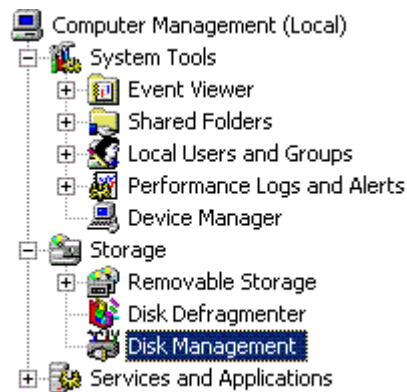 Computer Management (Local)
System Tools
Event Viewer
Shared Folders
Local Users and Groups
Performance Logs and Alerts
Device Manager
Storage
Removable Storage
Disk Defragmenter
Disk Management
Services and Applications